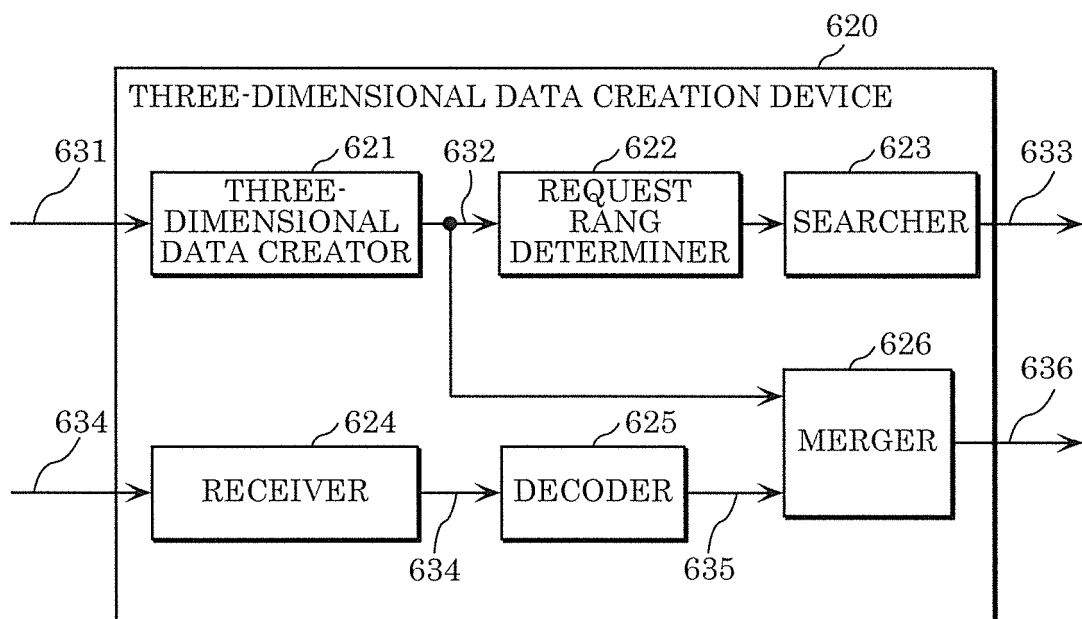 620
THREE-DIMENSIONAL DATA CREATION DEVICE
631
621
632
622
623
633
THREE-
DIMENSIONAL
DATA CREATOR
REQUEST
RANG
DETERMINER
SEARCHER
626
636
634
624
625
MERGER
RECEIVER
DECODER
634
635